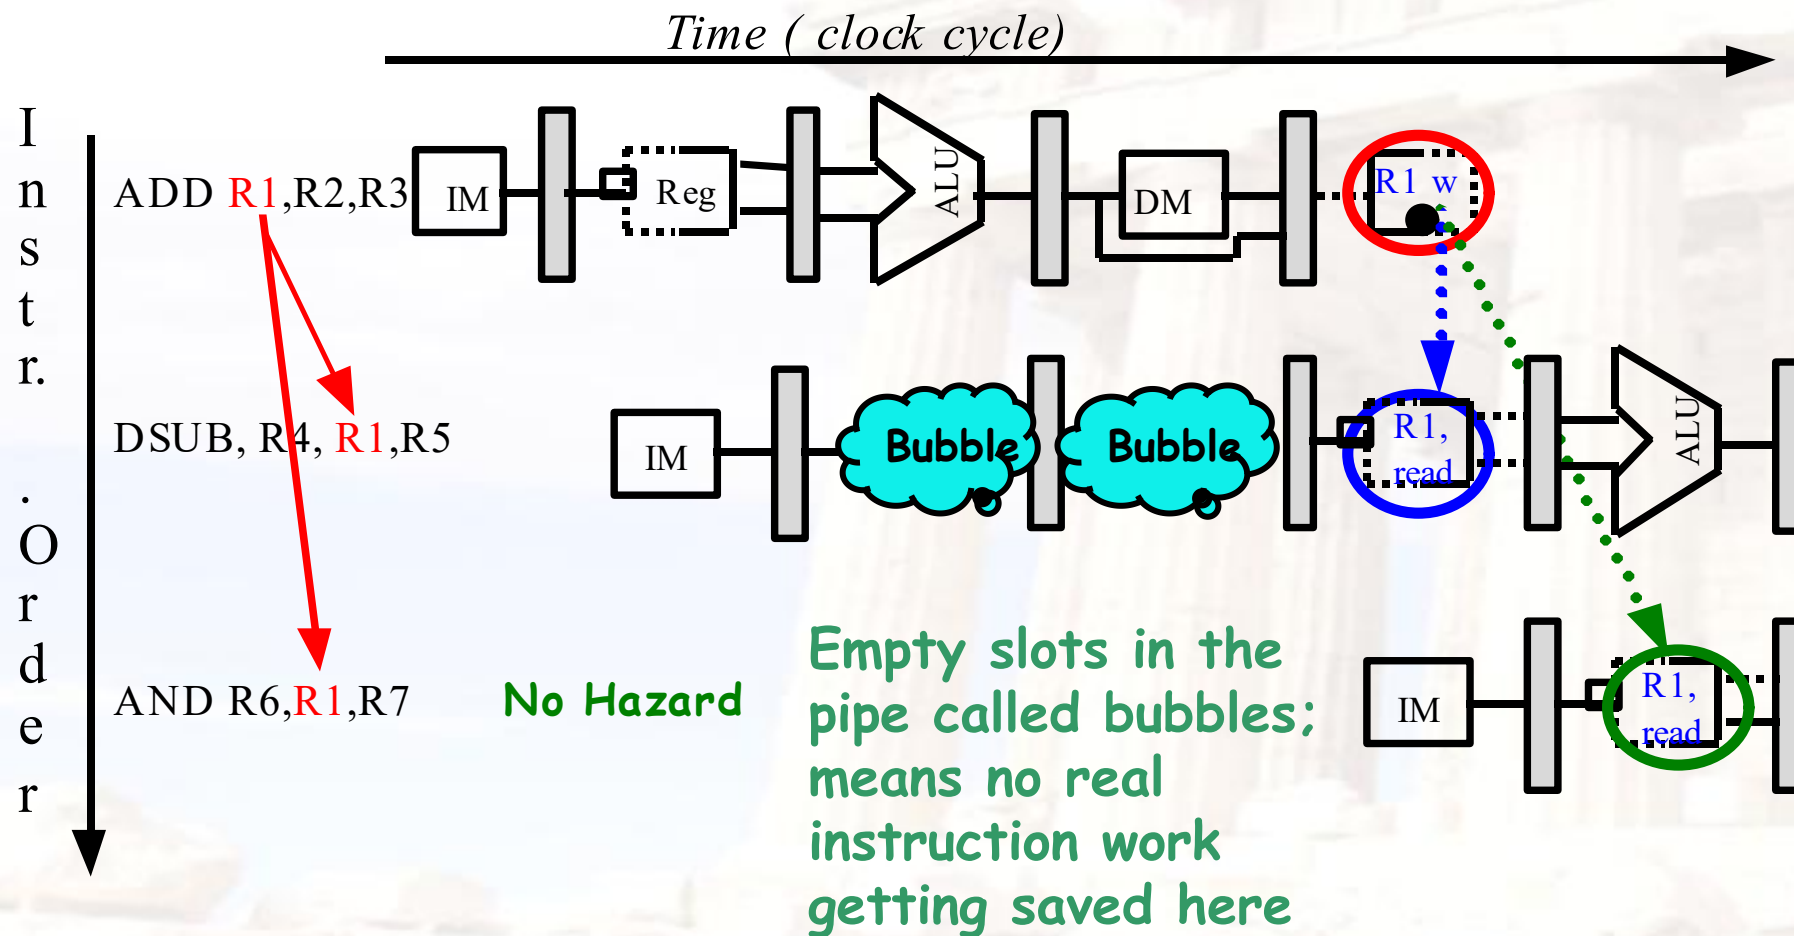 Time ( clock cycle)
Instr.
. Order
ADD R1,R2,R3
IM
Reg
ALU
DM
R1 w
DSUB, R4, R1,R5
IM
Bubble
Bubble
R1,
read
ALU
AND R6,R1,R7
No Hazard
Empty slots in the
pipe called bubbles;
means no real
instruction work
getting saved here
IM
R1,
read